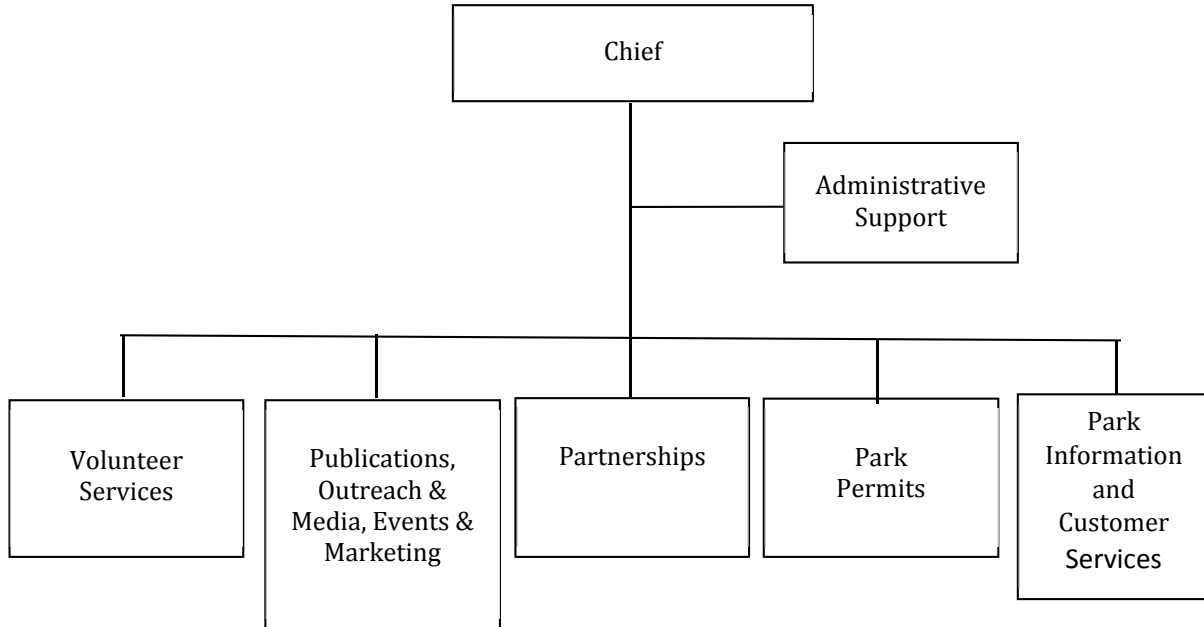 Chief
Administrative
Support
Volunteer
Services
Publications,
Outreach &
Media, Events &
Marketing
Partnerships
Park
Permits
Park
Information
and
Customer
Services